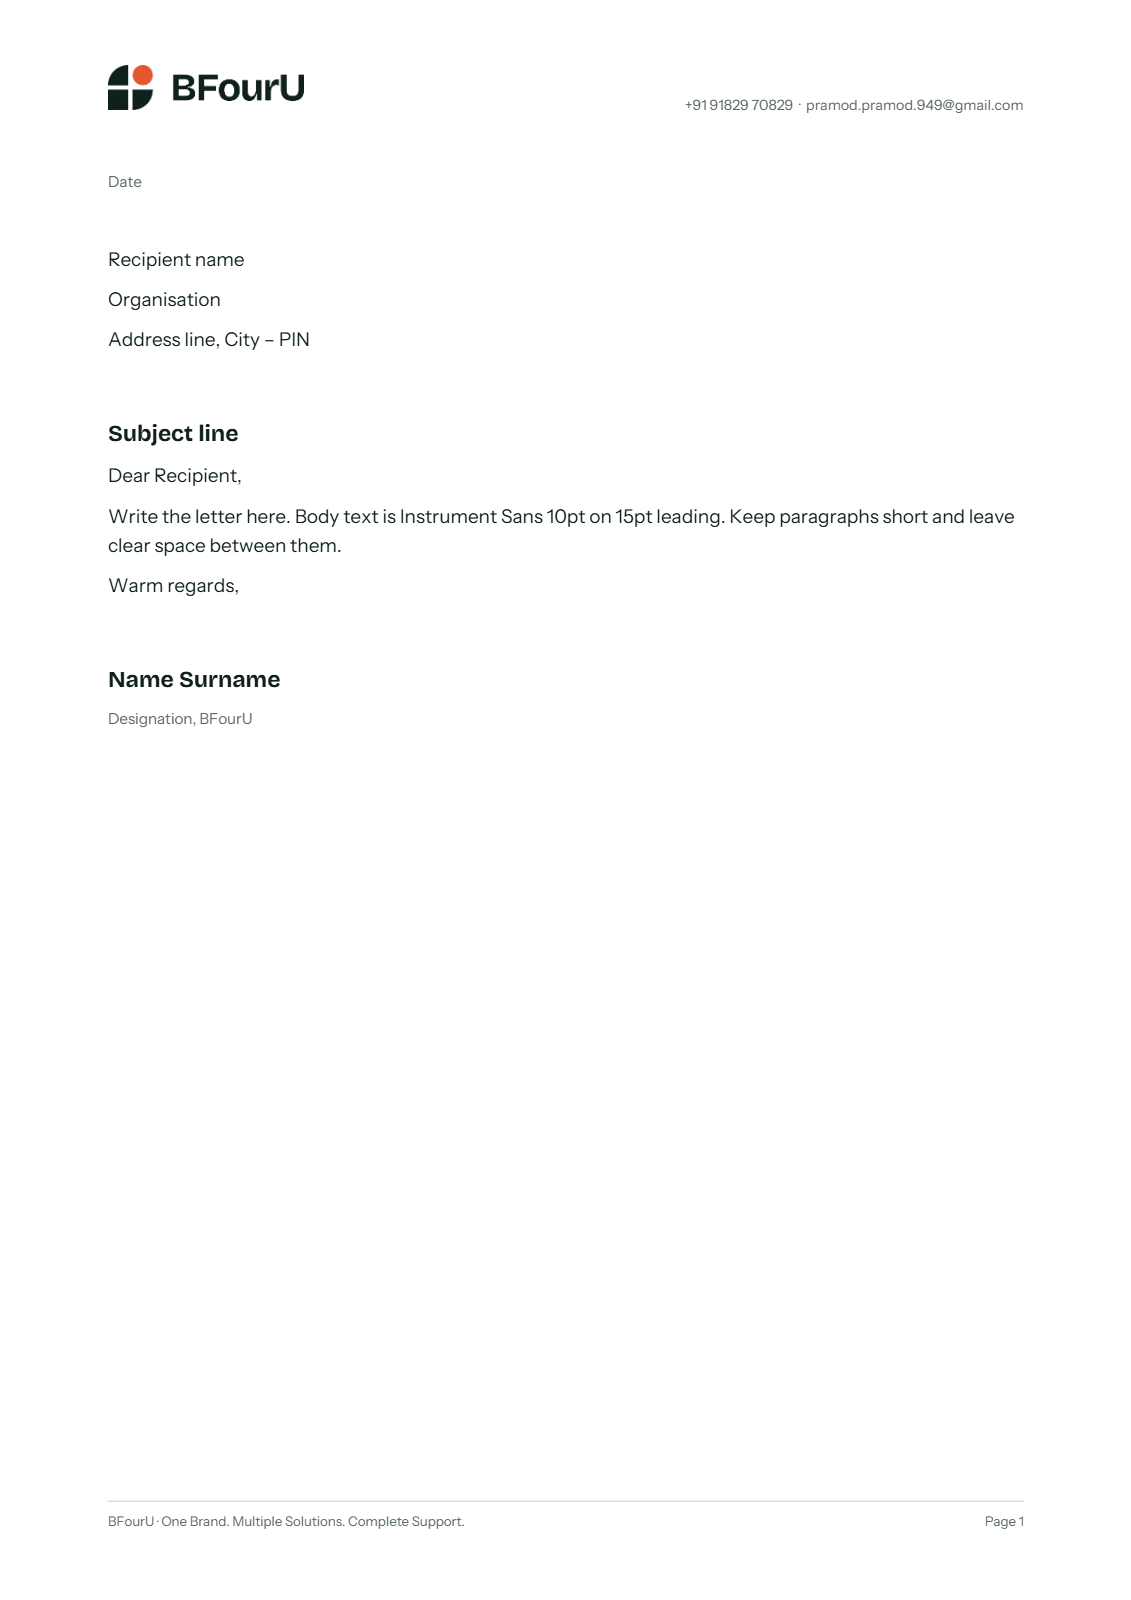 BFourU
+91 91829 70829 · pramod.pramod.949@gmail.com
Date
Recipient name
Organisation
Address line, City – PIN
Subject line
Dear Recipient,
Write the letter here. Body text is Instrument Sans 10pt on 15pt leading. Keep paragraphs short and leave
clear space between them.
Warm regards,
Name Surname
Designation, BFourU
BFourU · One Brand. Multiple Solutions. Complete Support.
Page 1